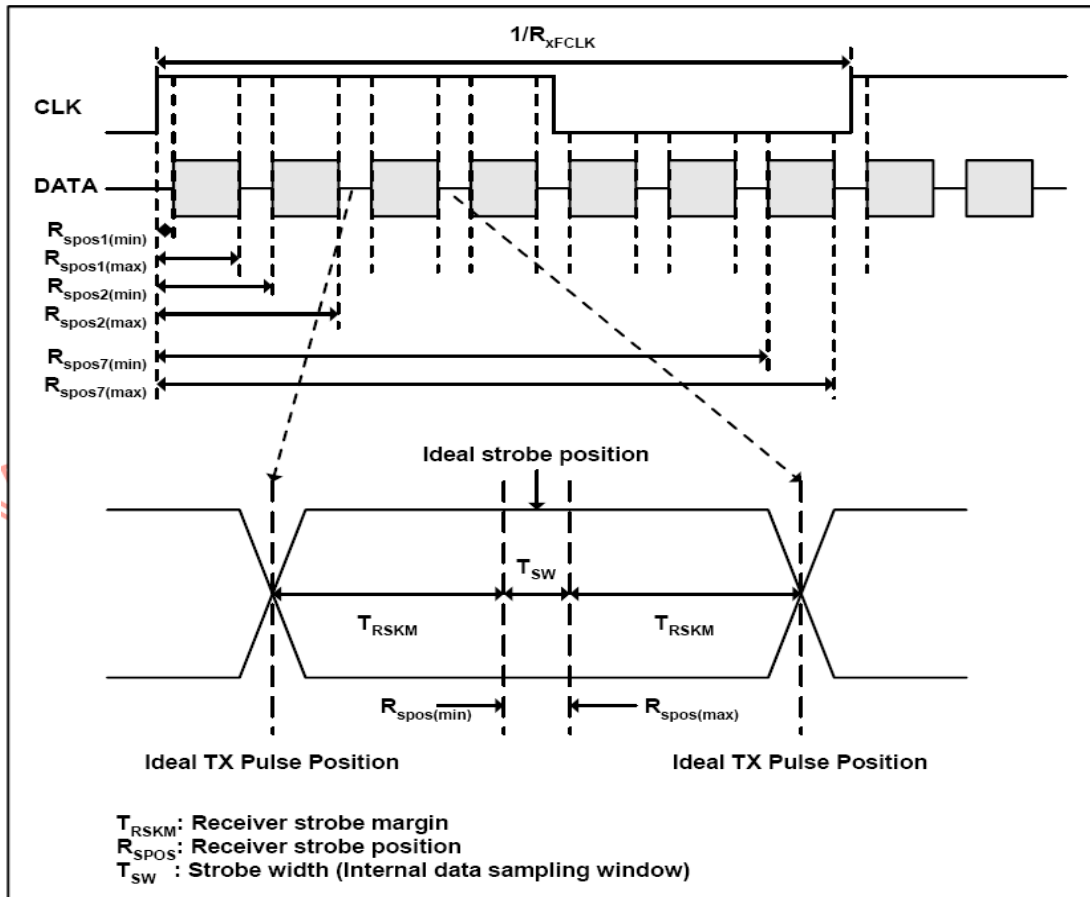 1/RxFCLK
CLK
DATA
Rspos1(min)
Rspos1(max)
Rspos2(min)
Rspos2(max)
Rspos7(min)
Rspos7(max)
Ideal strobe position
TSW
TRSKM
TRSKM
Rspos(min)
Rspos(max)
Ideal TX Pulse Position
Ideal TX Pulse Position
TRSKM: Receiver strobe margin
RSPOS: Receiver strobe position
TSW : Strobe width (Internal data sampling window)